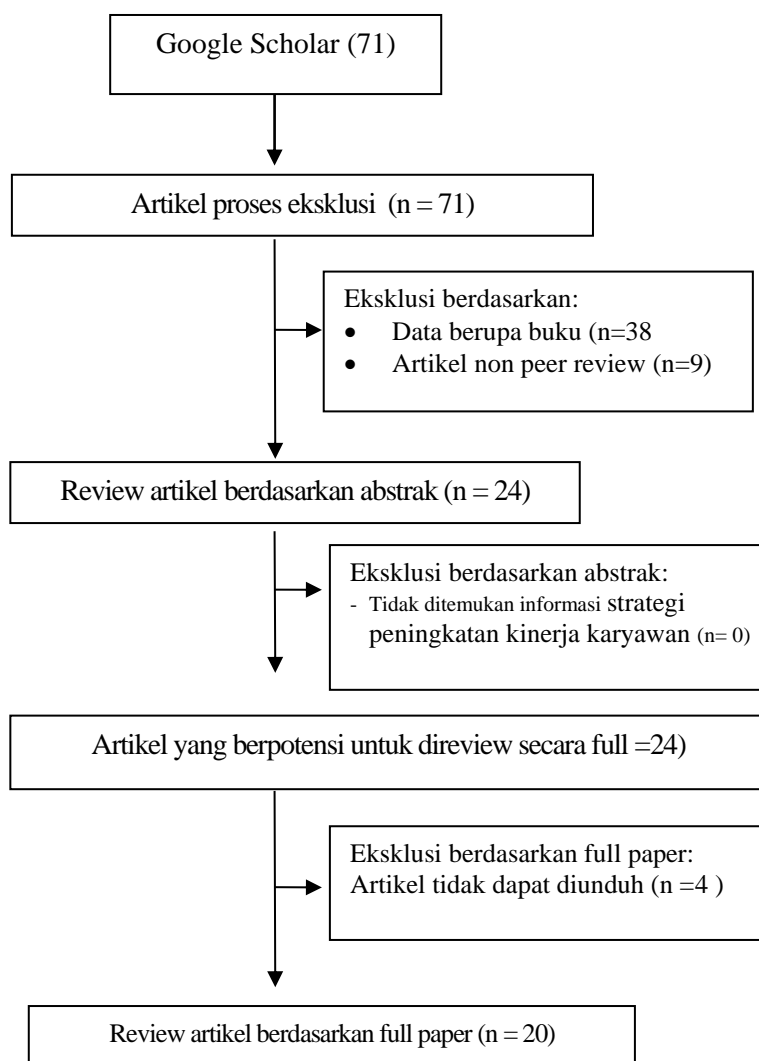 Google Scholar (71)
Artikel proses eksklusi (n = 71)
Eksklusi berdasarkan:
• Data berupa buku (n=38
• Artikel non peer review (n=9)
Review artikel berdasarkan abstrak (n = 24)
Eksklusi berdasarkan abstrak:
- Tidak ditemukan informasi strategi
peningkatan kinerja karyawan (n= 0)
Artikel yang berpotensi untuk direview secara full =24)
Eksklusi berdasarkan full paper:
Artikel tidak dapat diunduh (n =4 )
Review artikel berdasarkan full paper (n = 20)